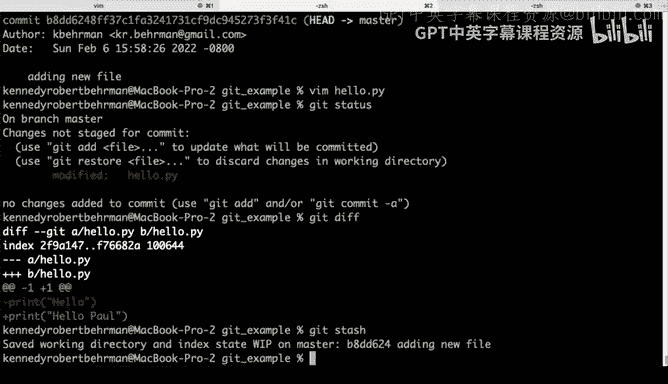 vim ⌘1 -zsh ⌘2 -zsh ⌘3
commit b8dd6248ff37c1fa3241731cf9dc945273f3f41c (HEAD -> master)
Author: kbehrman <kr.behrman@gmail.com>
Date:   Sun Feb 6 15:58:26 2022 -0800
GPT中英字幕课程资源 bilibili
    adding new file
kennedyrobertbehrman@MacBook-Pro-2 git_example % vim hello.py
kennedyrobertbehrman@MacBook-Pro-2 git_example % git status
On branch master
Changes not staged for commit:
  (use "git add <file>..." to update what will be committed)
  (use "git restore <file>..." to discard changes in working directory)
        modified:   hello.py
no changes added to commit (use "git add" and/or "git commit -a")
kennedyrobertbehrman@MacBook-Pro-2 git_example % git diff
diff --git a/hello.py b/hello.py
index 2f9a147..f76682a 100644
--- a/hello.py
+++ b/hello.py
@@ -1 +1 @@
-print("Hello")
+print("Hello Paul")
kennedyrobertbehrman@MacBook-Pro-2 git_example % git stash
Saved working directory and index state WIP on master: b8dd624 adding new file
kennedyrobertbehrman@MacBook-Pro-2 git_example %